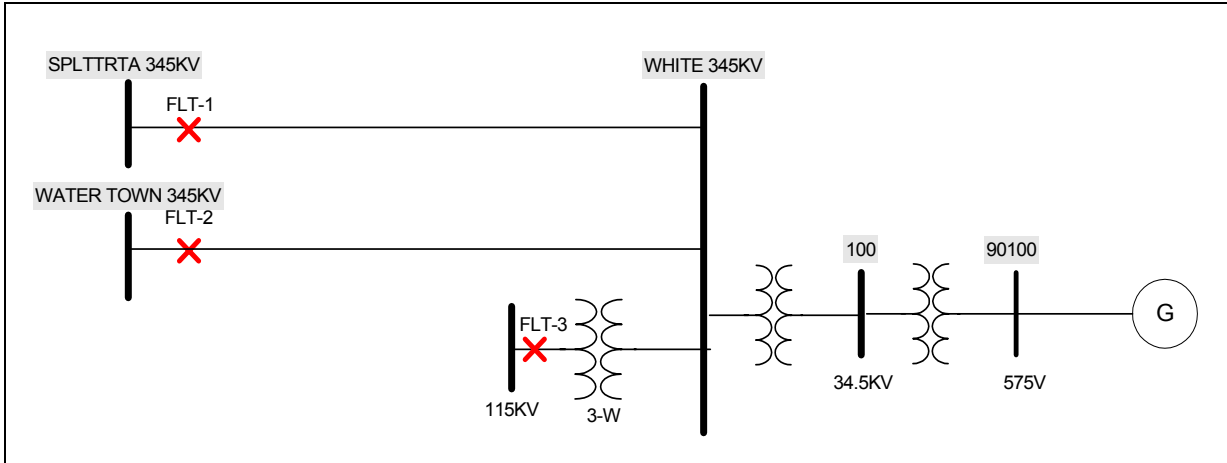 SPLTTRTA 345KV
WHITE 345KV
FLT-1
WATER TOWN 345KV
FLT-2
100
90100
FLT-3
G
34.5KV
575V
115KV
3-W